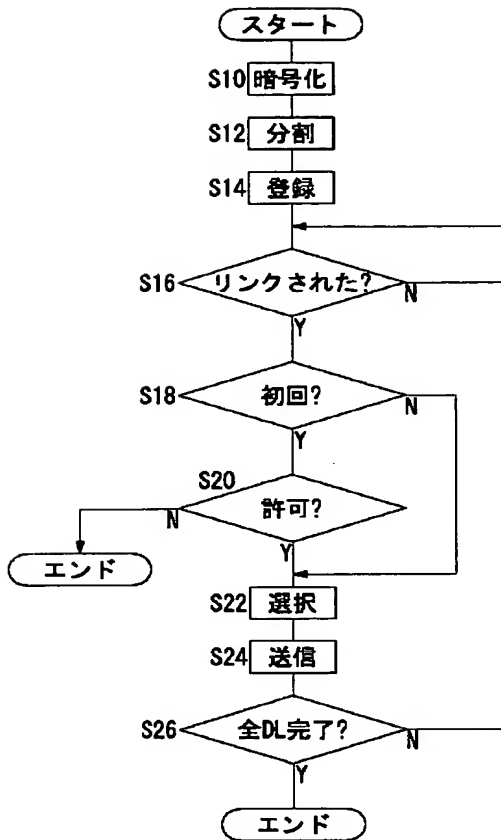 スタート
S10 暗号化
S12 分割
S14 登録
S16 リンクされた?
N
Y
S18 初回?
N
Y
S20
許可?
N
Y
エンド
S22 選択
S24 送信
S26 全DL完了?
N
Y
エンド